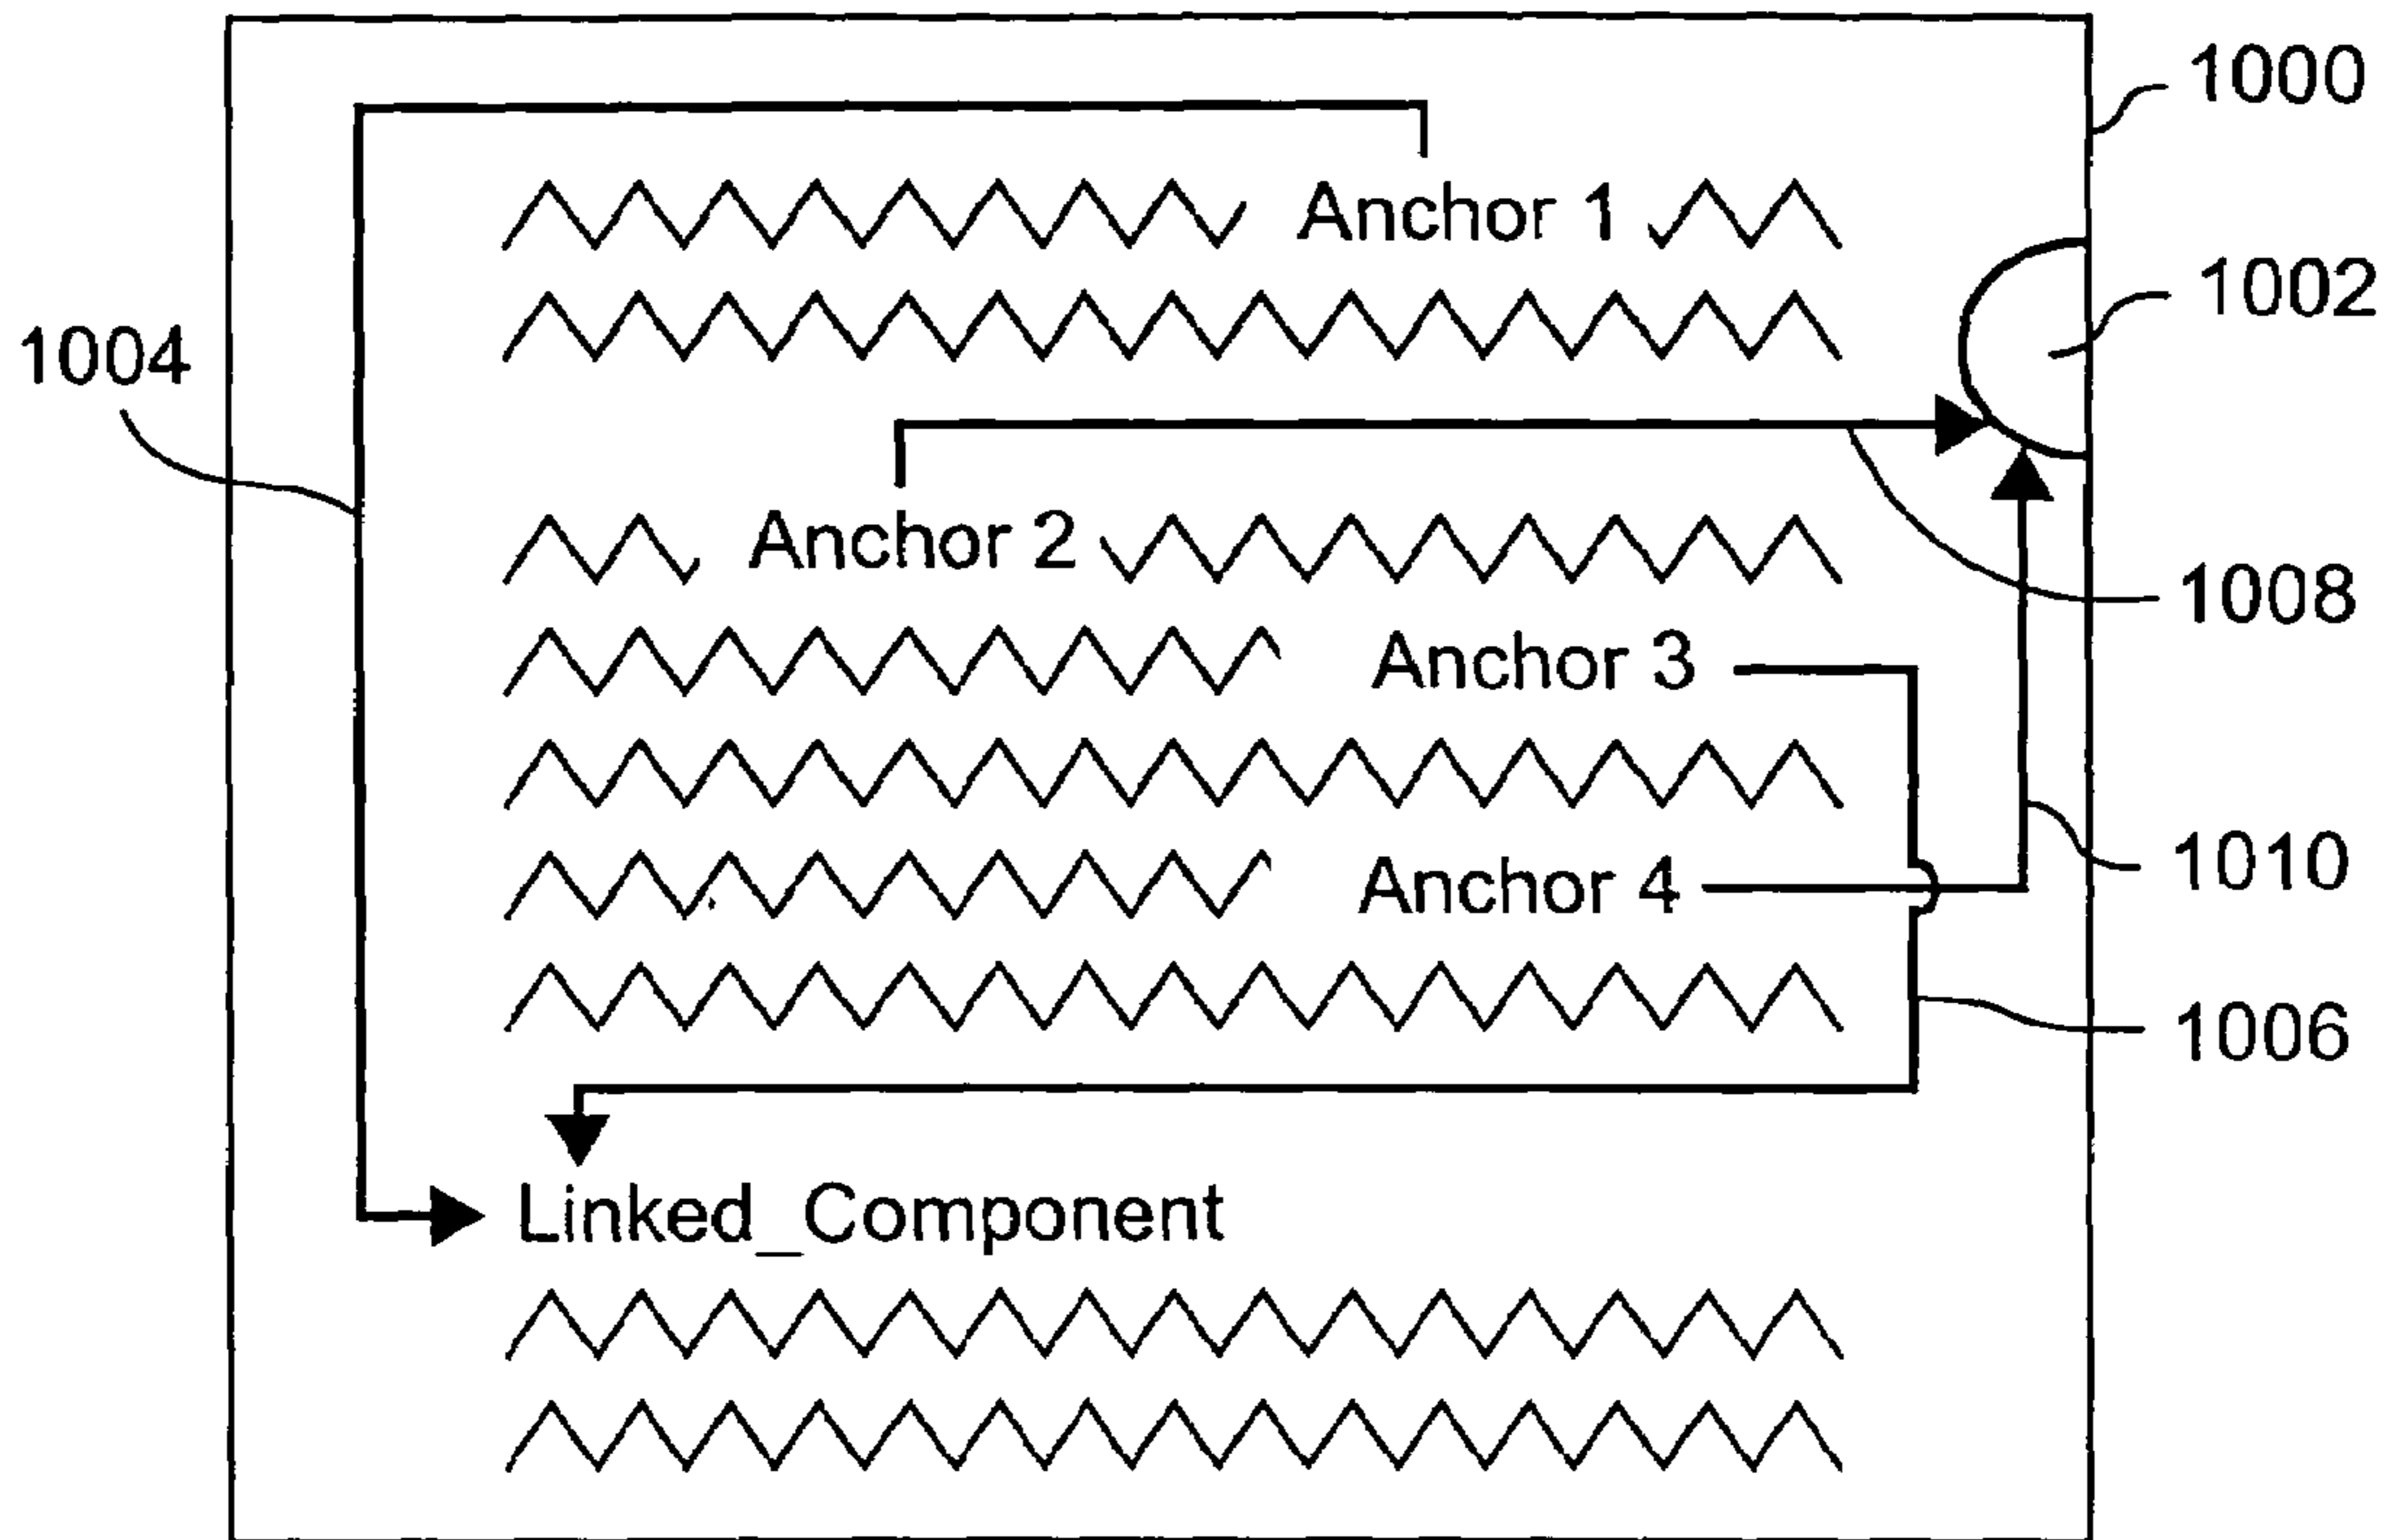 1000
Anchor 1
1002
1004
Anchor 2
1008
Anchor 3
Anchor 4
1010
1006
Linked_Component